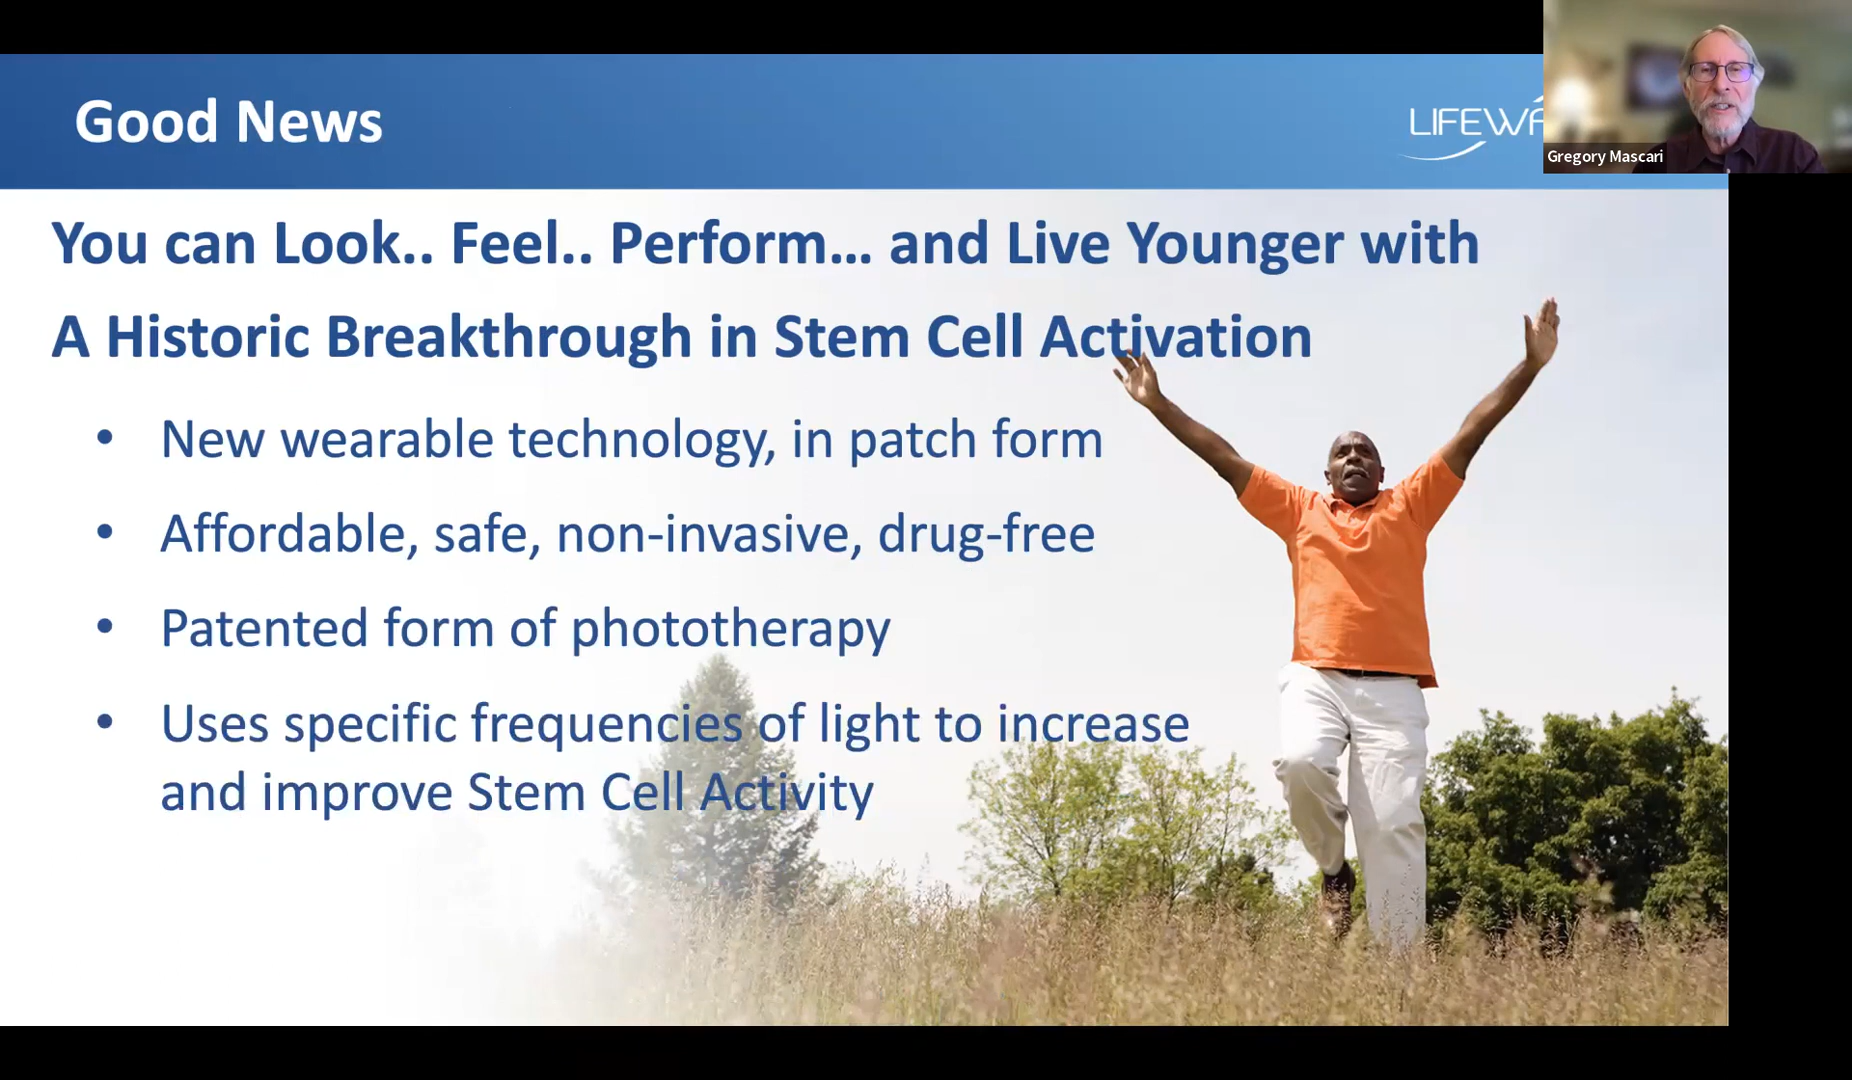 Good News
LIFEWA
Gregory Mascari
You can Look.. Feel.. Perform... and Live Younger with
A Historic Breakthrough in Stem Cell Activation
• New wearable technology, in patch form
• Affordable, safe, non-invasive, drug-free
• Patented form of phototherapy
• Uses specific frequencies of light to increase
and improve Stem Cell Activity